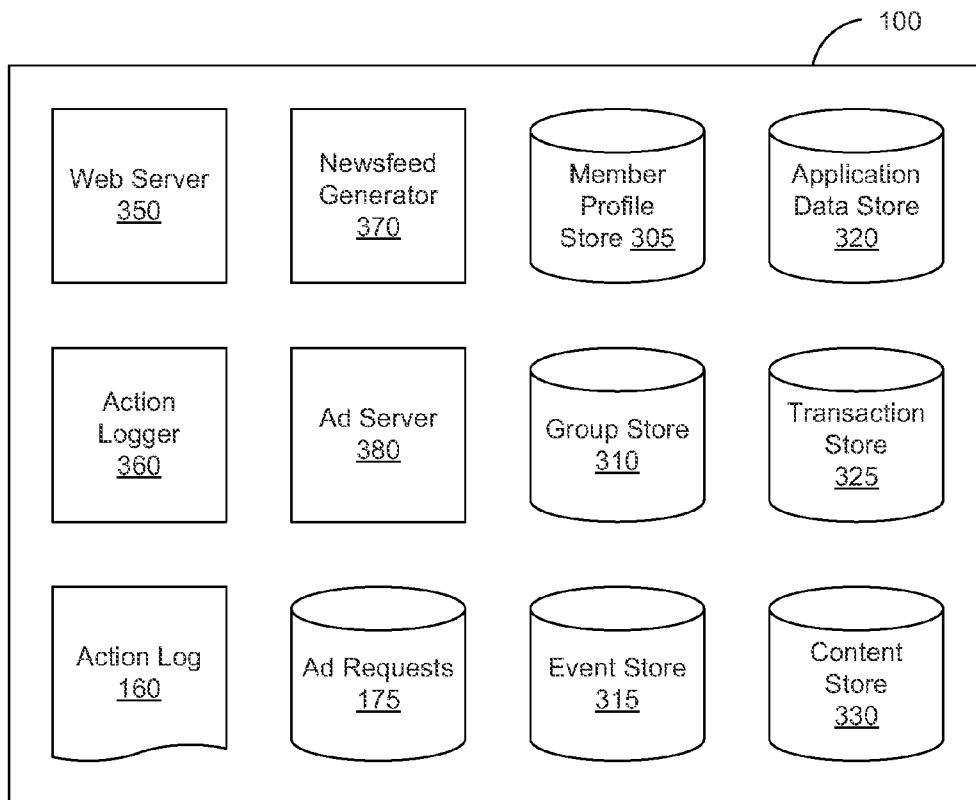 100
Web Server
350
Newsfeed
Generator
370
Member
Profile
Store 305
Application
Data Store
320
Action
Logger
360
Ad Server
380
Group Store
310
Transaction
Store
325
Action Log
160
Ad Requests
175
Event Store
315
Content
Store
330